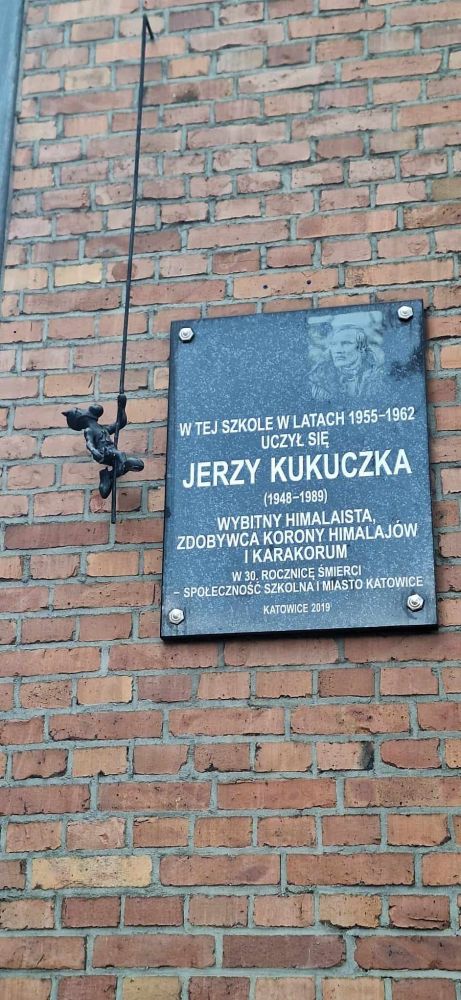 W TEJ SZKOLE W LATACH 1955–1962
UCZYŁ SIĘ
JERZY KUKUCZKA
(1948–1989)
WYBITNY HIMALAISTA,
ZDOBYWCA KORONY HIMALAJÓW
I KARAKORUM
W 30. ROCZNICĘ ŚMIERCI
– SPOŁECZNOŚĆ SZKOLNA I MIASTO KATOWICE
KATOWICE 2019